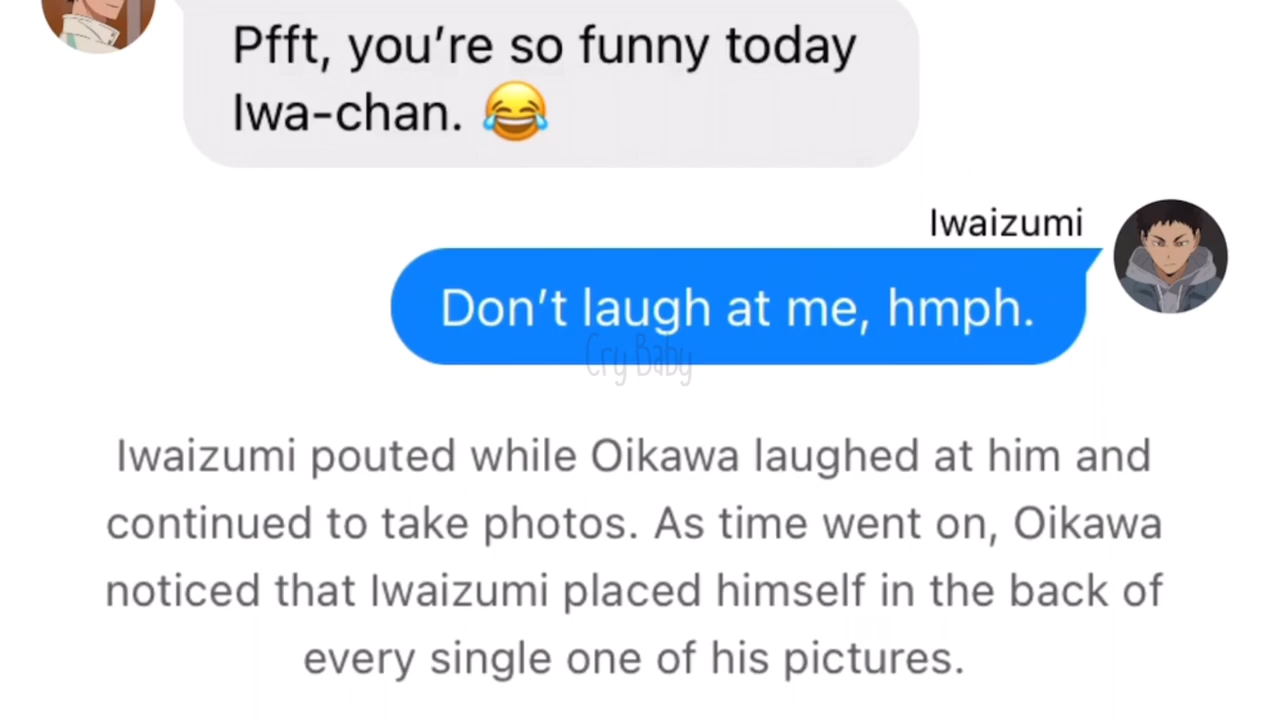 Pfft, you’re so funny today
Iwa-chan. 😂
Iwaizumi
Don’t laugh at me, hmph.
Cry Baby
Iwaizumi pouted while Oikawa laughed at him and
continued to take photos. As time went on, Oikawa
noticed that Iwaizumi placed himself in the back of
every single one of his pictures.